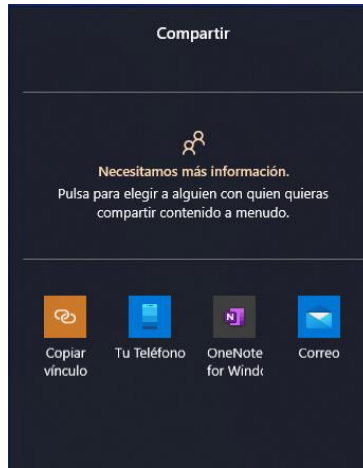 Compartir
Necesitamos más información.
Pulsa para elegir a alguien con quien quieras
compartir contenido a menudo.
Copiar
vínculo
Tu Teléfono
OneNote
for Windo
Correo